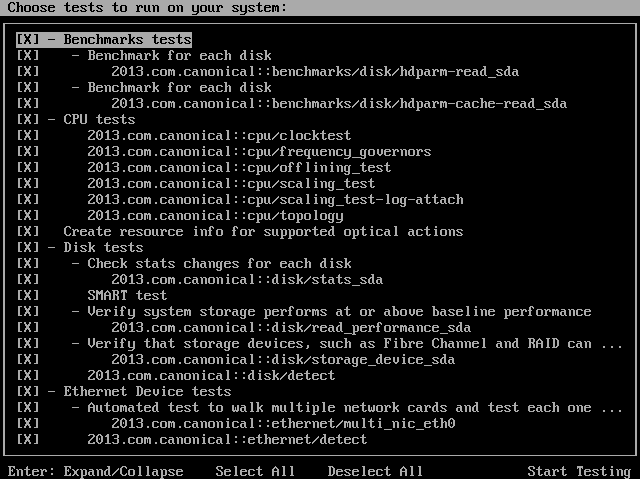 Choose tests to run on your system:
[X] - Benchmarks tests
[X] - Benchmark for each disk
[X] 2013.com.canonical::benchmarks/disk/hdparm-read_sda
[X] - Benchmark for each disk
[X] 2013.com.canonical::benchmarks/disk/hdparm-cache-read_sda
[X] - CPU tests
[X] 2013.com.canonical::cpu/clocktest
[X] 2013.com.canonical::cpu/frequency_governors
[X] 2013.com.canonical::cpu/offlining_test
[X] 2013.com.canonical::cpu/scaling_test
[X] 2013.com.canonical::cpu/scaling_test-log-attach
[X] 2013.com.canonical::cpu/topology
[X] Create resource info for supported optical actions
[X] - Disk tests
[X] - Check stats changes for each disk
[X] 2013.com.canonical::disk/stats_sda
[X] SMART test
[X] - Verify system storage performs at or above baseline performance
[X] 2013.com.canonical::disk/read_performance_sda
[X] - Verify that storage devices, such as Fibre Channel and RAID can ...
[X] 2013.com.canonical::disk/storage_device_sda
[X] 2013.com.canonical::disk/detect
[X] - Ethernet Device tests
[X] - Automated test to walk multiple network cards and test each one ...
[X] 2013.com.canonical::ethernet/multi_nic_eth0
[X] 2013.com.canonical::ethernet/detect
Enter: Expand/Collapse Select All Deselect All Start Testing